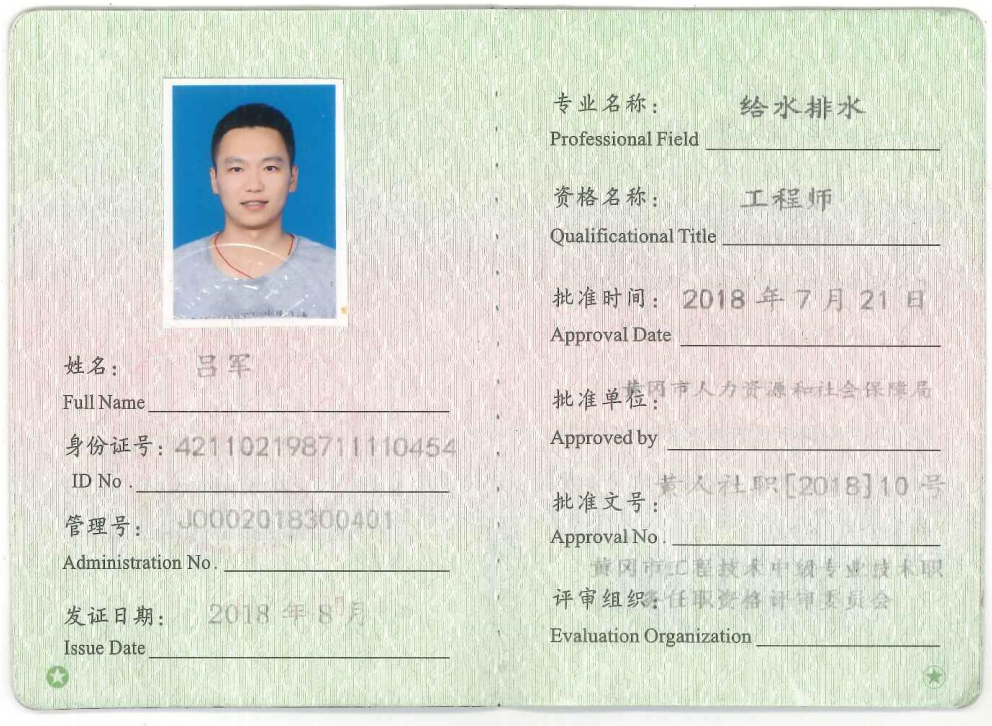 姓名： 吕军
Full Name
身份证号：421102198711110454
ID No .
管理号： J0002018300401
Administration No .
发证日期： 2018 年 8 月
Issue Date
专业名称： 给水排水
Professional Field
资格名称： 工程师
Qualificational Title
批准时间： 2018 年 7 月 21 日
Approval Date
黄冈市人力资源和社会保障局
批准单位：
Approved by
黄人社职[2018]10 号
批准文号：
Approval No .
黄冈市工程技术中级专业技术职
务任职资格评审委员会
评审组织：
Evaluation Organization